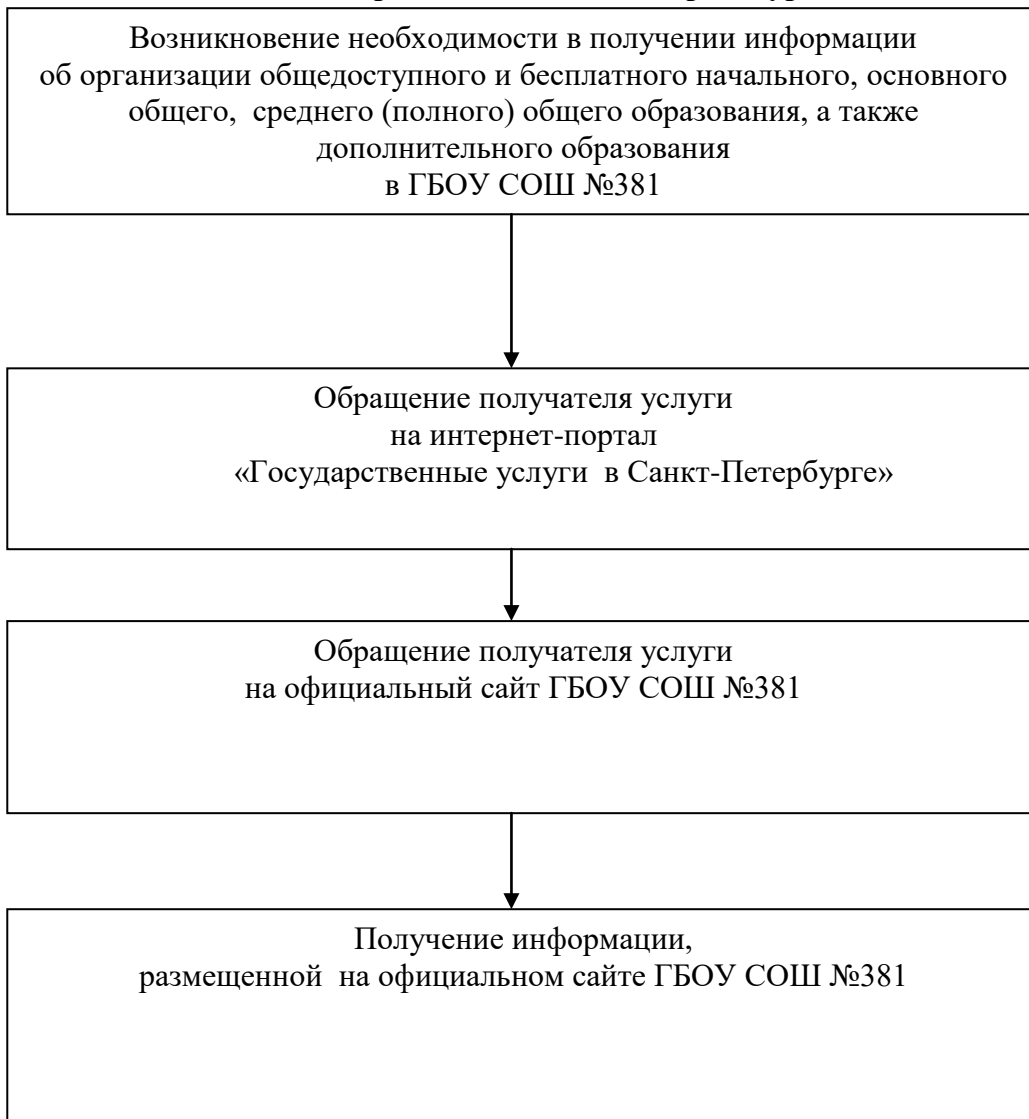 Возникновение необходимости в получении информации
об организации общедоступного и бесплатного начального, основного
общего, среднего (полного) общего образования, а также
дополнительного образования
в ГБОУ СОШ №381
Обращение получателя услуги
на интернет-портал
«Государственные услуги в Санкт-Петербурге»
Обращение получателя услуги
на официальный сайт ГБОУ СОШ №381
Получение информации,
размещенной на официальном сайте ГБОУ СОШ №381